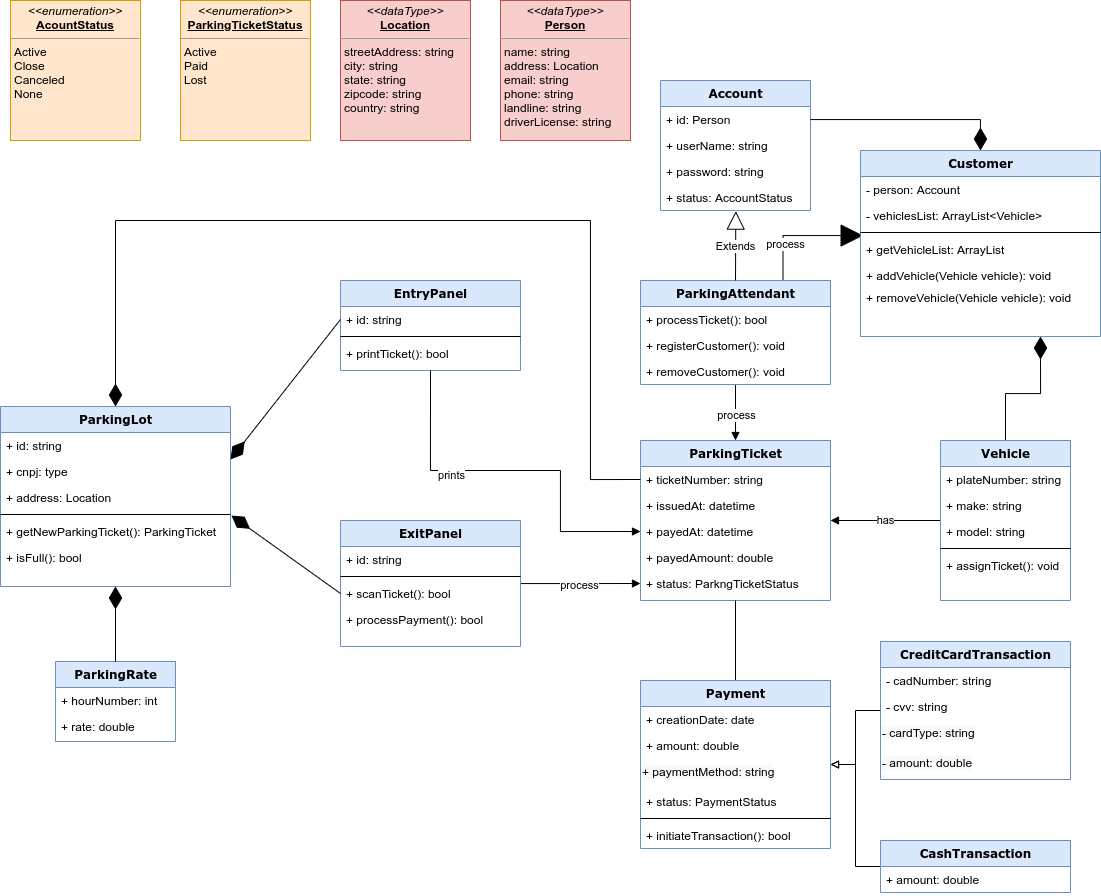 <<enumeration>>
AcountStatus
Active
Close
Canceled
None
<<enumeration>>
ParkingTicketStatus
Active
Paid
Lost
<<dataType>>
Location
streetAddress: string
city: string
state: string
zipcode: string
country: string
<<dataType>>
Person
name: string
address: Location
email: string
phone: string
landline: string
driverLicense: string
Account
+ id: Person
+ userName: string
+ password: string
+ status: AccountStatus
Customer
- person: Account
- vehiclesList: ArrayList<Vehicle>
+ getVehicleList: ArrayList
+ addVehicle(Vehicle vehicle): void
+ removeVehicle(Vehicle vehicle): void
Extends
process
EntryPanel
+ id: string
+ printTicket(): bool
ParkingAttendant
+ processTicket(): bool
+ registerCustomer(): void
+ removeCustomer(): void
process
ParkingLot
+ id: string
+ cnpj: type
+ address: Location
+ getNewParkingTicket(): ParkingTicket
+ isFull(): bool
prints
ParkingTicket
+ ticketNumber: string
+ issuedAt: datetime
+ payedAt: datetime
+ payedAmount: double
+ status: ParkngTicketStatus
has
Vehicle
+ plateNumber: string
+ make: string
+ model: string
+ assignTicket(): void
ExitPanel
+ id: string
+ scanTicket(): bool
+ processPayment(): bool
process
ParkingRate
+ hourNumber: int
+ rate: double
Payment
+ creationDate: date
+ amount: double
+ paymentMethod: string
+ status: PaymentStatus
+ initiateTransaction(): bool
CreditCardTransaction
- cadNumber: string
- cvv: string
- cardType: string
- amount: double
CashTransaction
+ amount: double